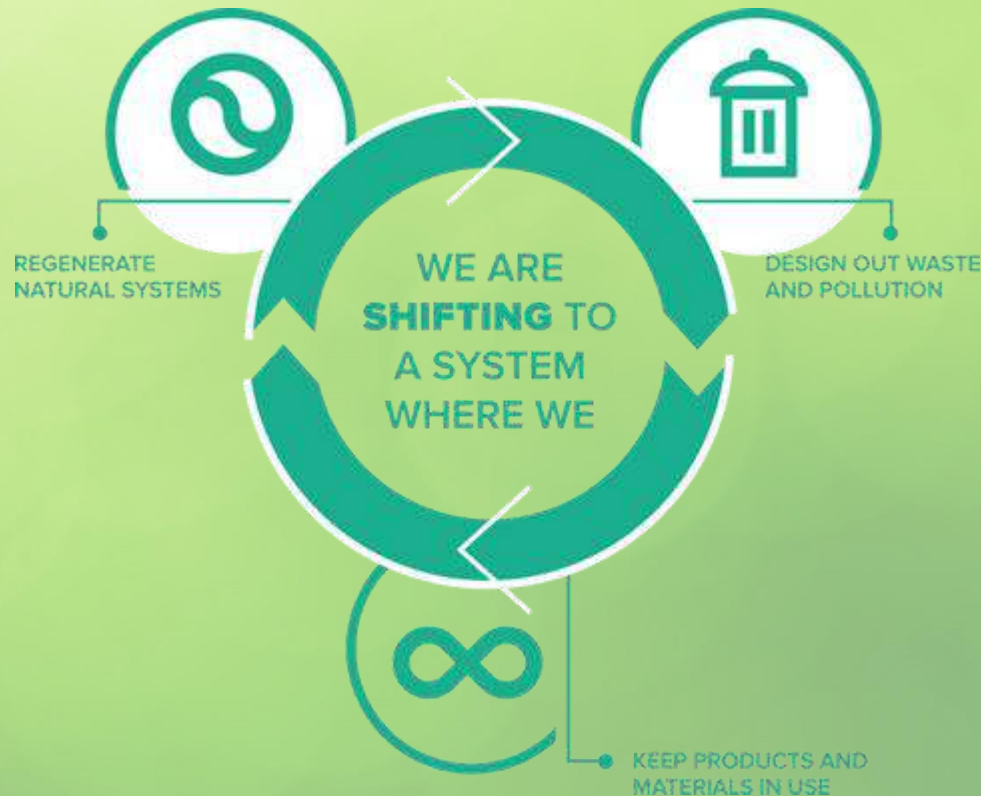 REGENERATE
NATURAL SYSTEMS
DESIGN OUT WASTE
AND POLLUTION
WE ARE
SHIFTING TO
A SYSTEM
WHERE WE
KEEP PRODUCTS AND
MATERIALS IN USE